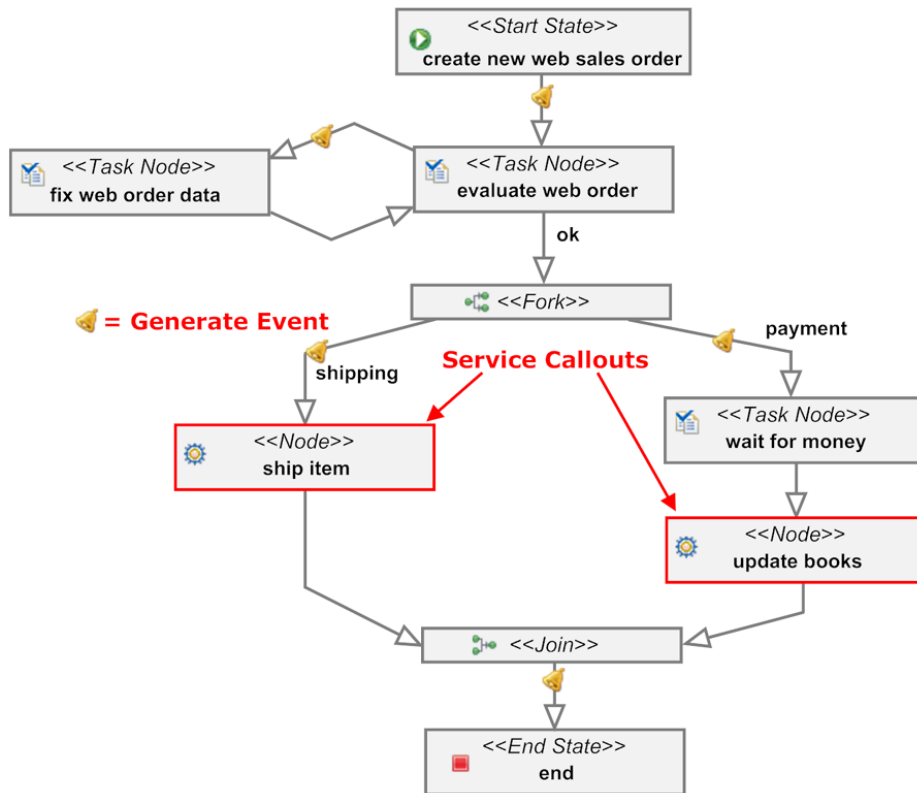 <<Start State>>
create new web sales order
<<Task Node>>
fix web order data
<<Task Node>>
evaluate web order
ok
<<Fork>>
= Generate Event
payment
shipping
Service Callouts
<<Node>>
ship item
<<Task Node>>
wait for money
<<Node>>
update books
<<Join>>
<<End State>>
end